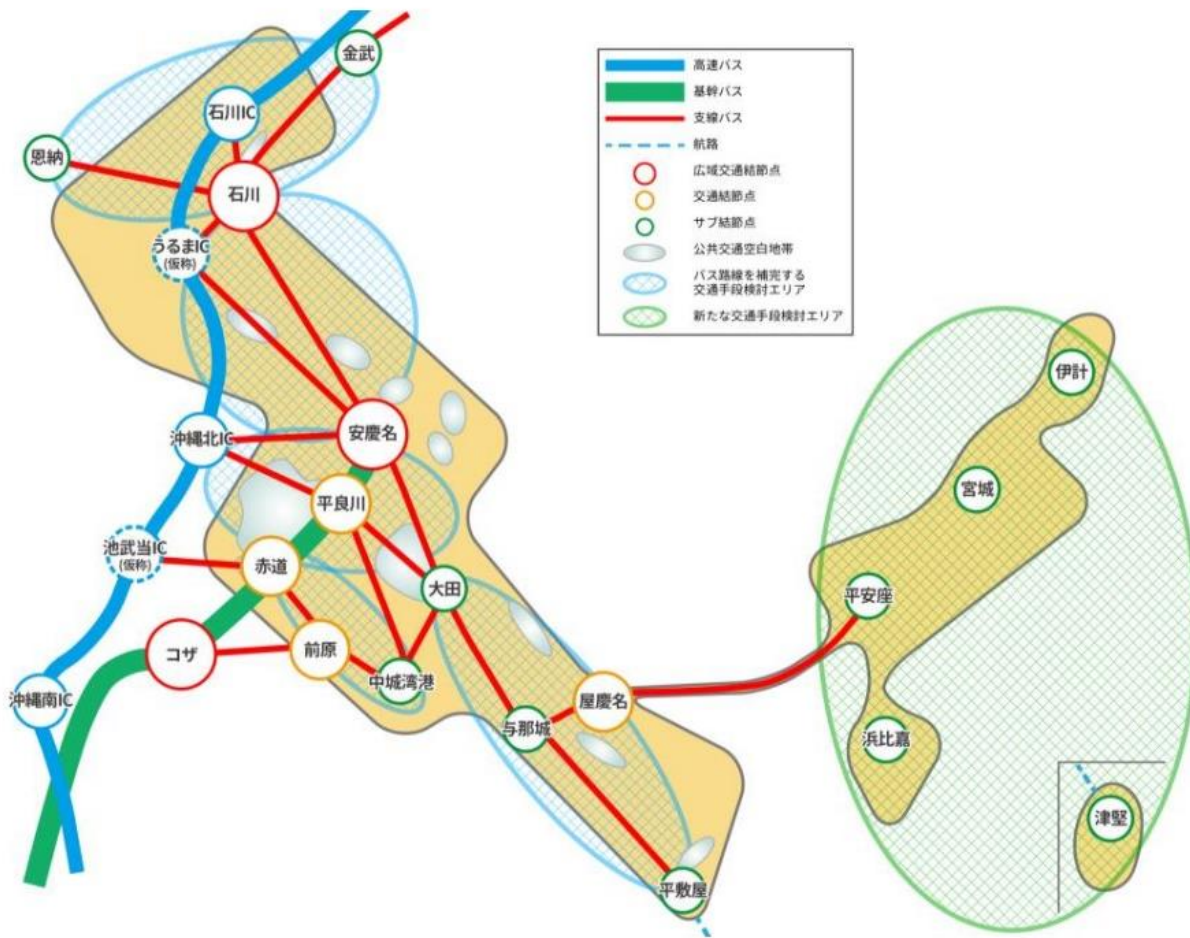 金武
石川IC
恩納
石川
うるまIC
(仮称)
高速バス
基幹バス
支線バス
航路
広域交通結節点
交通結節点
サブ結節点
公共交通空白地帯
バス路線を補完する
交通手段検討エリア
新たな交通手段検討エリア
伊計
安慶名
沖縄北IC
宮城
平良川
池武当IC
(仮称)
赤道
大田
平安座
コザ
前原
中城湾港
沖縄南IC
屋慶名
与那城
浜比嘉
津堅
平敷屋